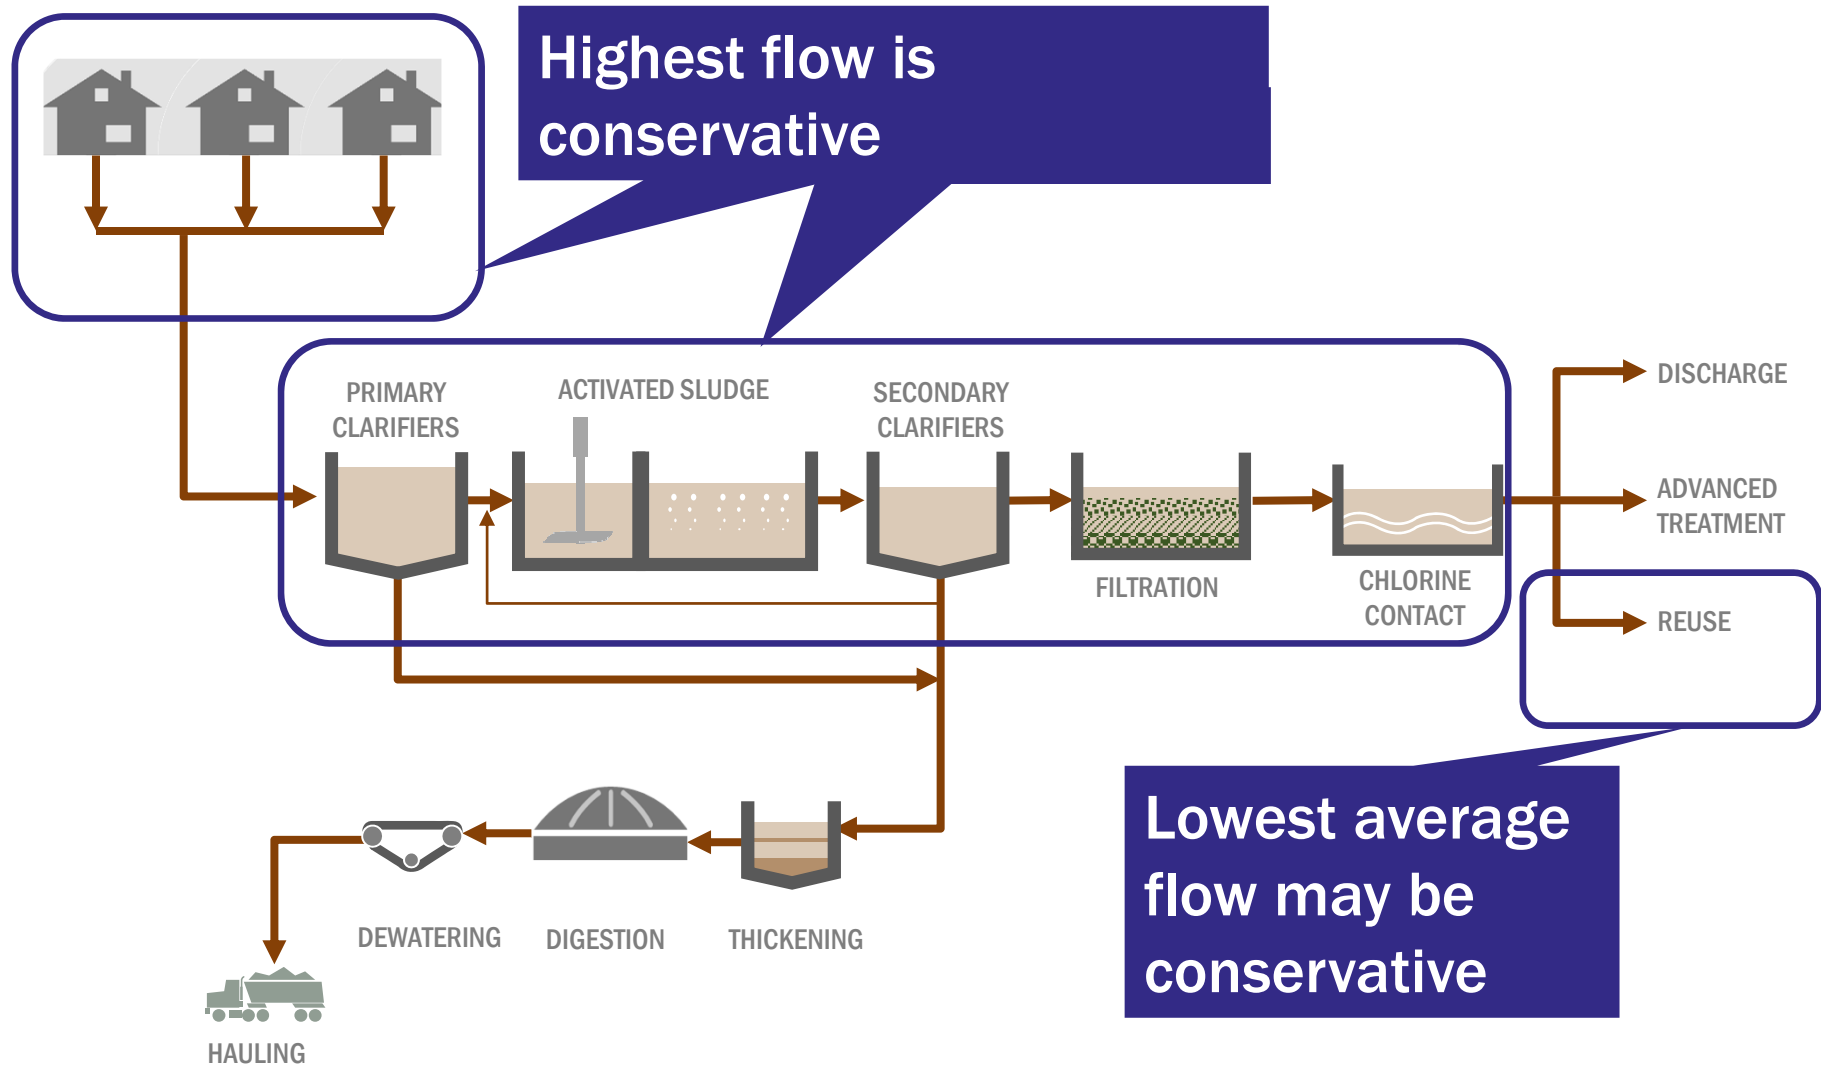 Highest flow is
conservative
PRIMARY
CLARIFIERS
ACTIVATED SLUDGE
SECONDARY
CLARIFIERS
FILTRATION
CHLORINE
CONTACT
DISCHARGE
ADVANCED
TREATMENT
REUSE
Lowest average
flow may be
conservative
DEWATERING
DIGESTION
THICKENING
HAULING